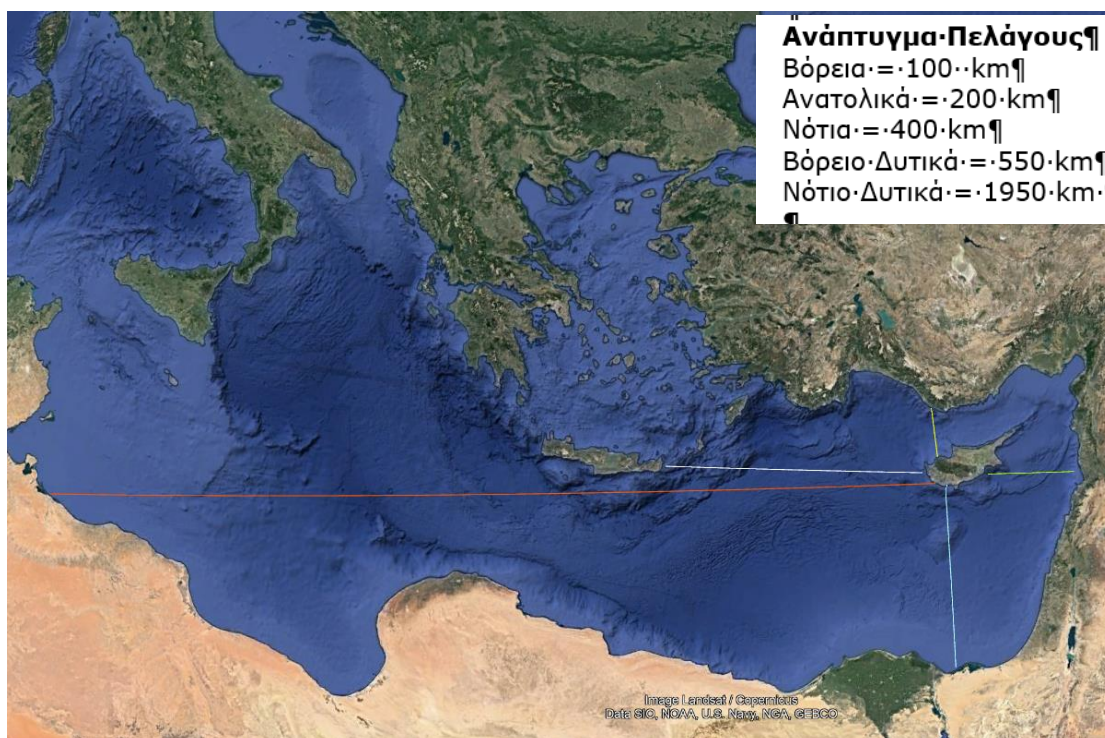 ¶
Ανάπτυγμα·Πελάγους¶
Βόρεια·=·100··km¶
Ανατολικά·=·200·km¶
Νότια·=·400·km¶
Βόρειο·Δυτικά·=·550·km¶
Νότιο·Δυτικά·=·1950·km·
¶
Image Landsat / Copernicus
Data SIO, NOAA, U.S. Navy, NGA, GEBCO